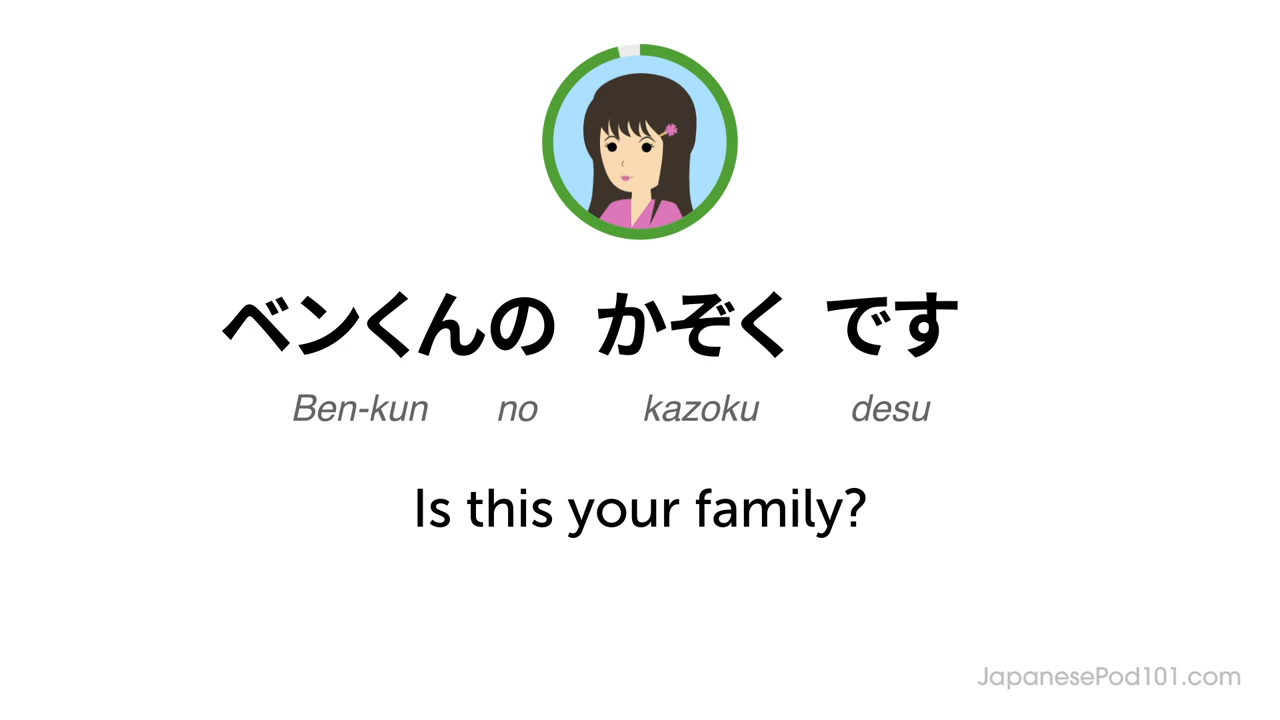 ベンくんの かぞく です
Ben-kun no kazoku desu
Is this your family?
JapanesePod101.com